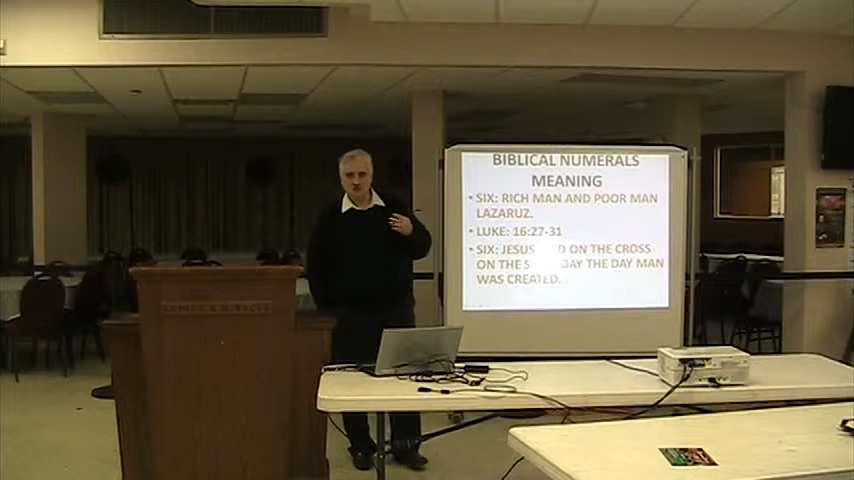 BIBLICAL NUMERALS
MEANING
• SIX: RICH MAN AND POOR MAN
LAZARUZ.
• LUKE: 16:27-31
• SIX: JESUS ON THE CROSS
ON THE DAY THE DAY MAN
WAS CREATED.